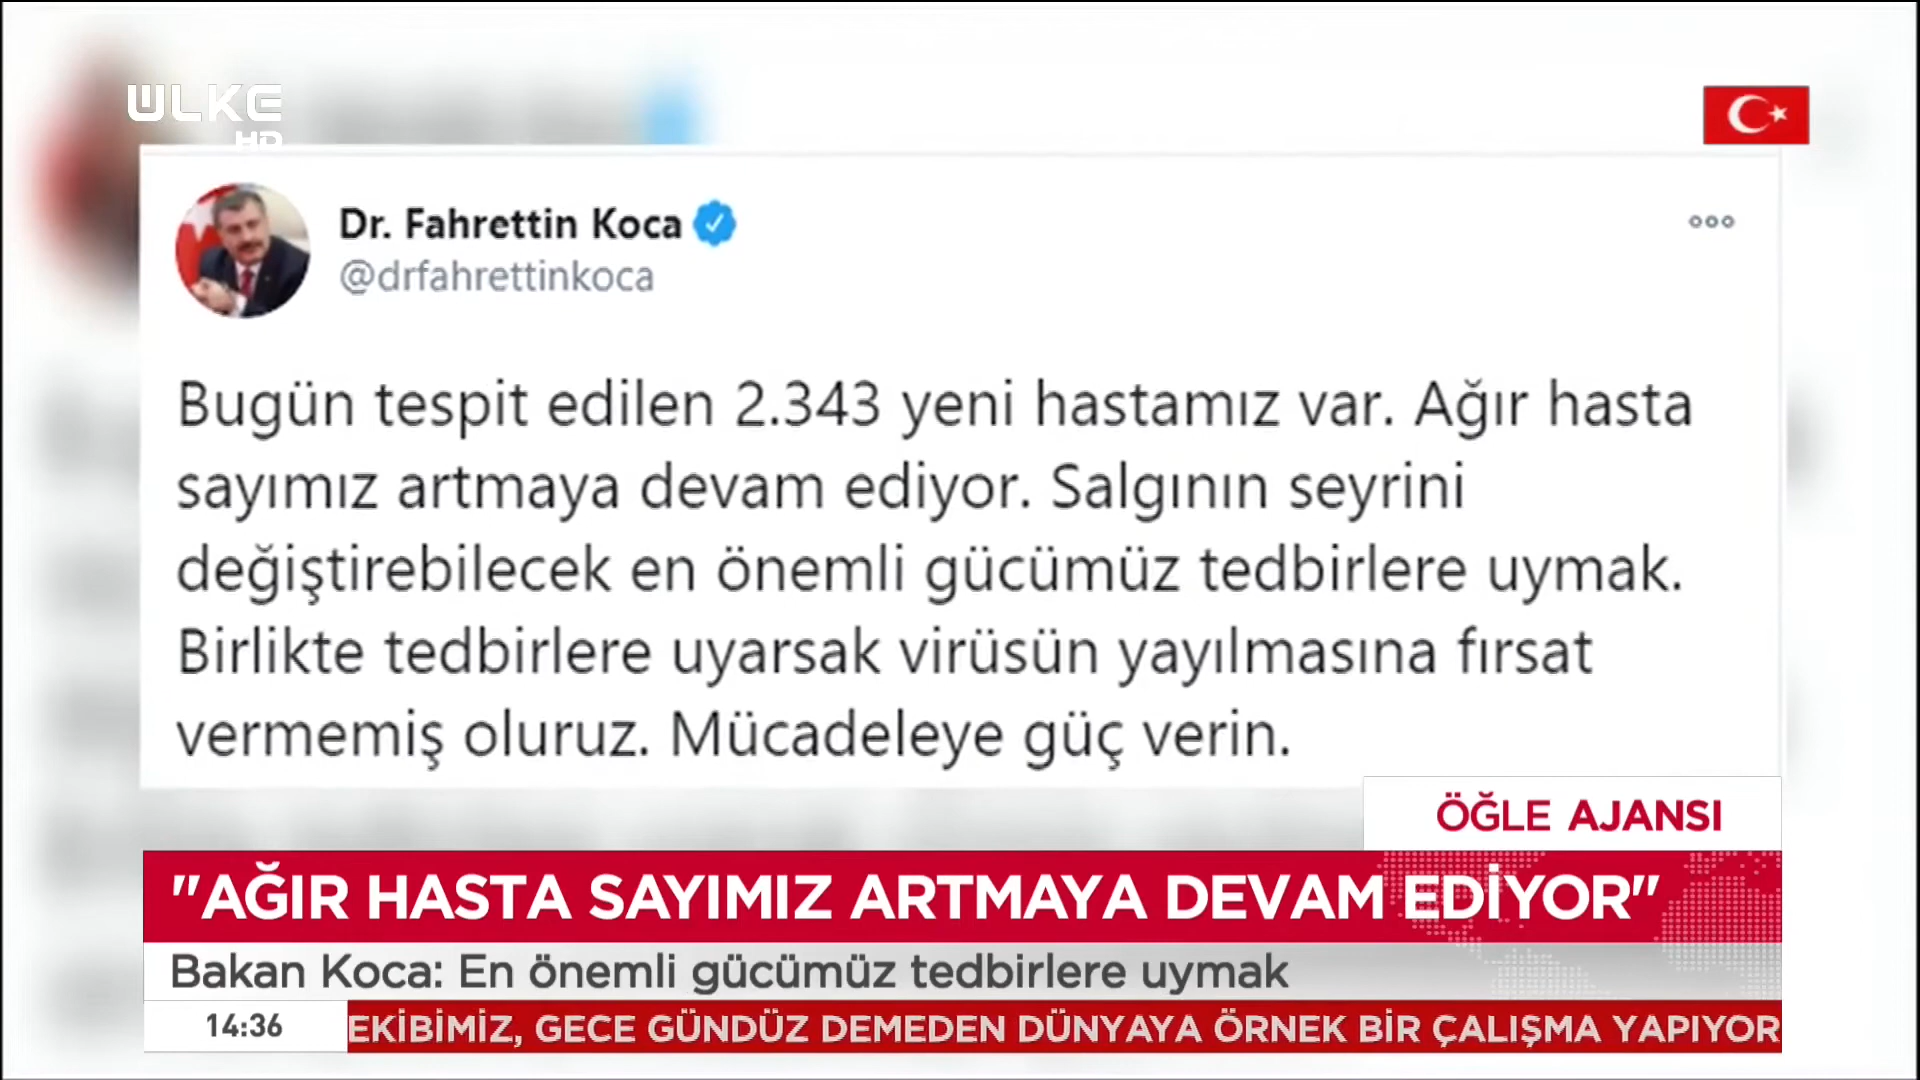 ÜLKE
HD
Dr. Fahrettin Koca
@drfahrettinkoca
Bugün tespit edilen 2.343 yeni hastamız var. Ağır hasta
sayımız artmaya devam ediyor. Salgının seyrini
değiştirebilecek en önemli gücümüz tedbirlere uymak.
Birlikte tedbirlere uyarsak virüsün yayılmasına fırsat
vermemiş oluruz. Mücadeleye güç verin.
ÖĞLE AJANSI
"AĞIR HASTA SAYIMIZ ARTMAYA DEVAM EDİYOR"
Bakan Koca: En önemli gücümüz tedbirlere uymak
14:36 EKİBİMİZ, GECE GÜNDÜZ DEMEDEN DÜNYAYA ÖRNEK BİR ÇALIŞMA YAPIYOR